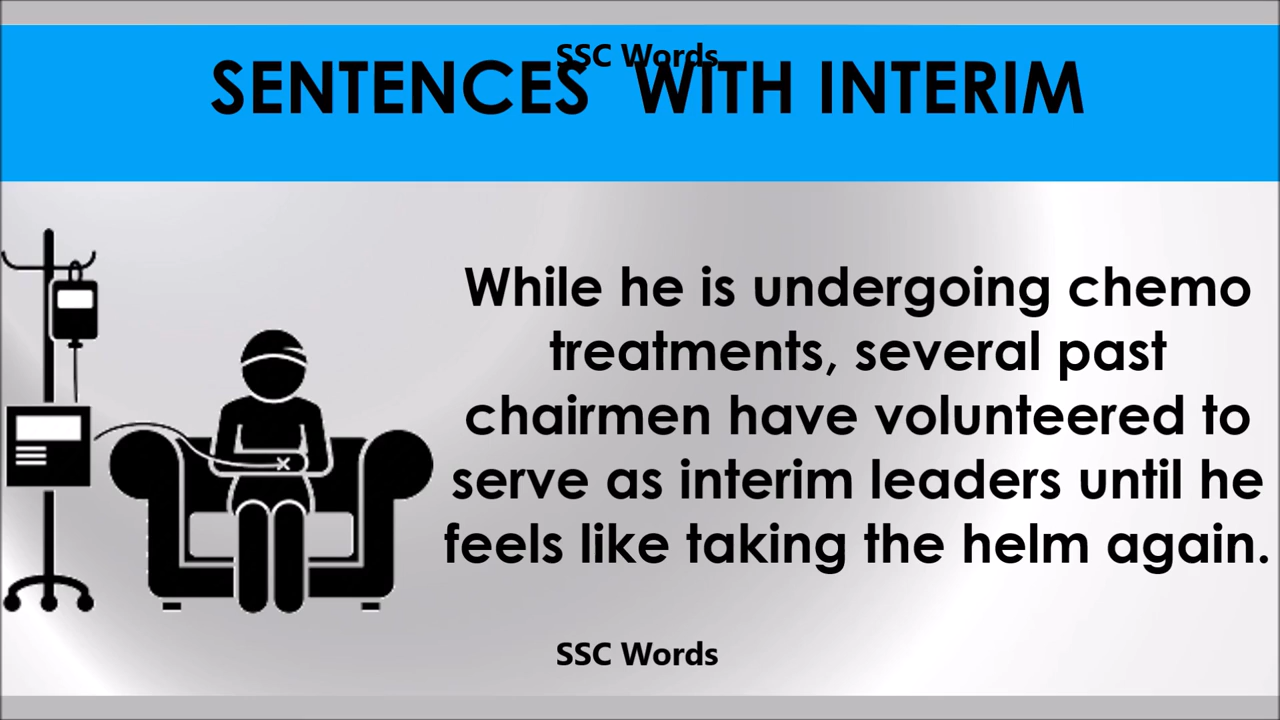 SSC Words
SENTENCES WITH INTERIM
While he is undergoing chemo
treatments, several past
chairmen have volunteered to
serve as interim leaders until he
feels like taking the helm again.
SSC Words